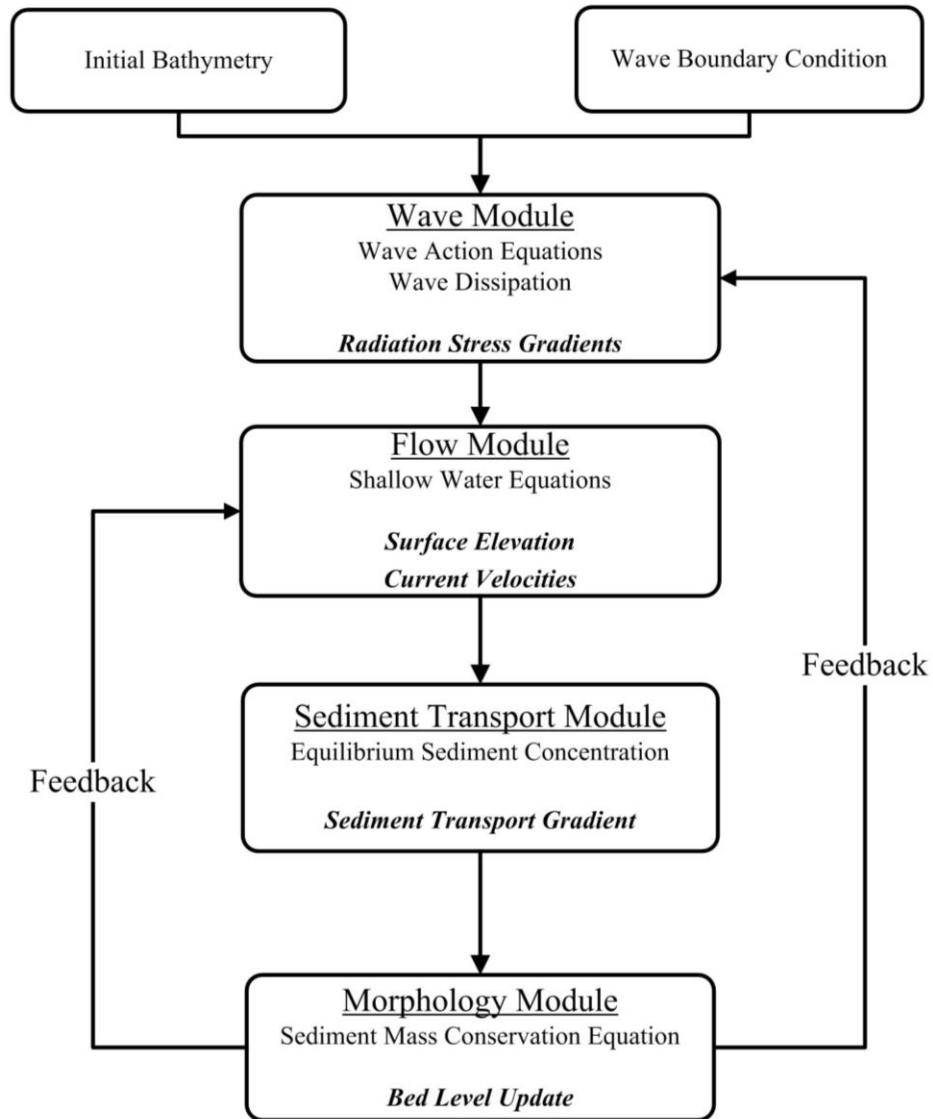 Initial Bathymetry
Wave Boundary Condition
Wave Module
Wave Action Equations
Wave Dissipation
Radiation Stress Gradients
Flow Module
Shallow Water Equations
Surface Elevation
Current Velocities
Sediment Transport Module
Equilibrium Sediment Concentration
Sediment Transport Gradient
Morphology Module
Sediment Mass Conservation Equation
Bed Level Update
Feedback
Feedback